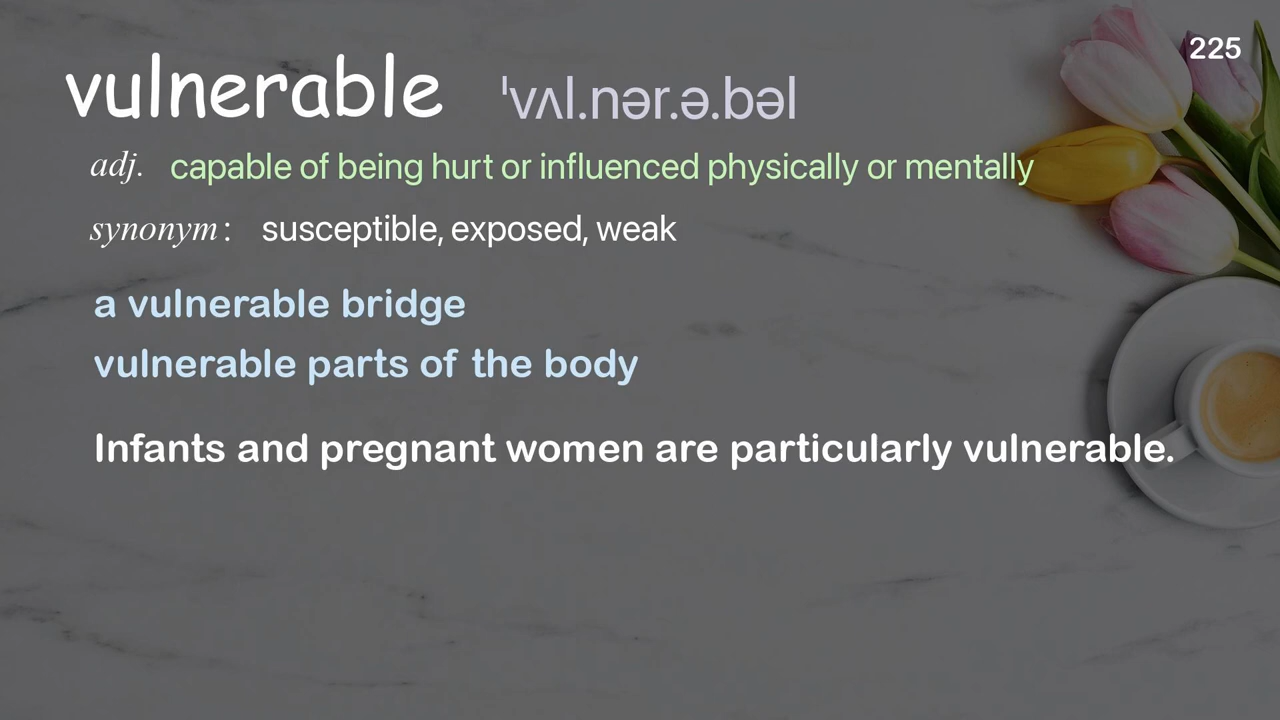 225
vulnerable ˈvʌl.nər.ə.bəl
adj. capable of being hurt or influenced physically or mentally
synonym : susceptible, exposed, weak
a vulnerable bridge
vulnerable parts of the body
Infants and pregnant women are particularly vulnerable.